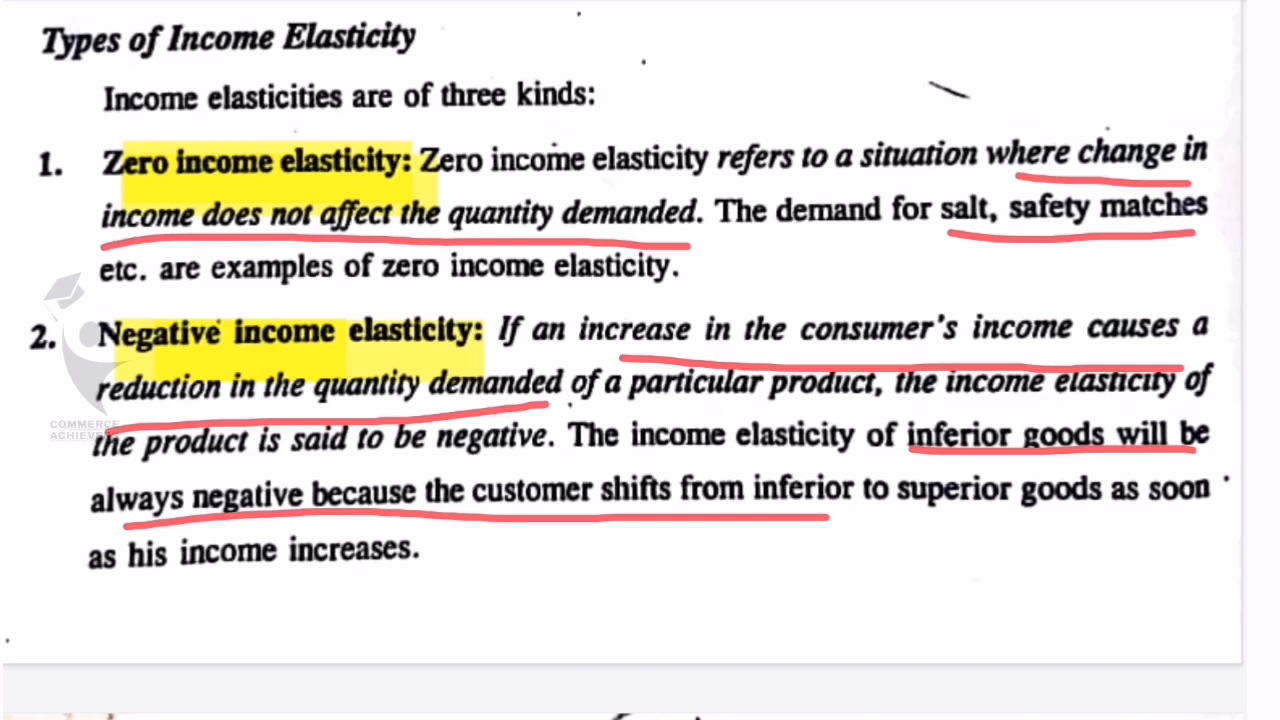 Types of Income Elasticity
Income elasticities are of three kinds:
1. Zero income elasticity: Zero income elasticity refers to a situation where change in
income does not affect the quantity demanded. The demand for salt, safety matches
etc. are examples of zero income elasticity.
2. Negative income elasticity: If an increase in the consumer's income causes a
reduction in the quantity demanded of a particular product, the income elasticity of
the product is said to be negative. The income elasticity of inferior goods will be
always negative because the customer shifts from inferior to superior goods as soon
as his income increases.
COMMERCE